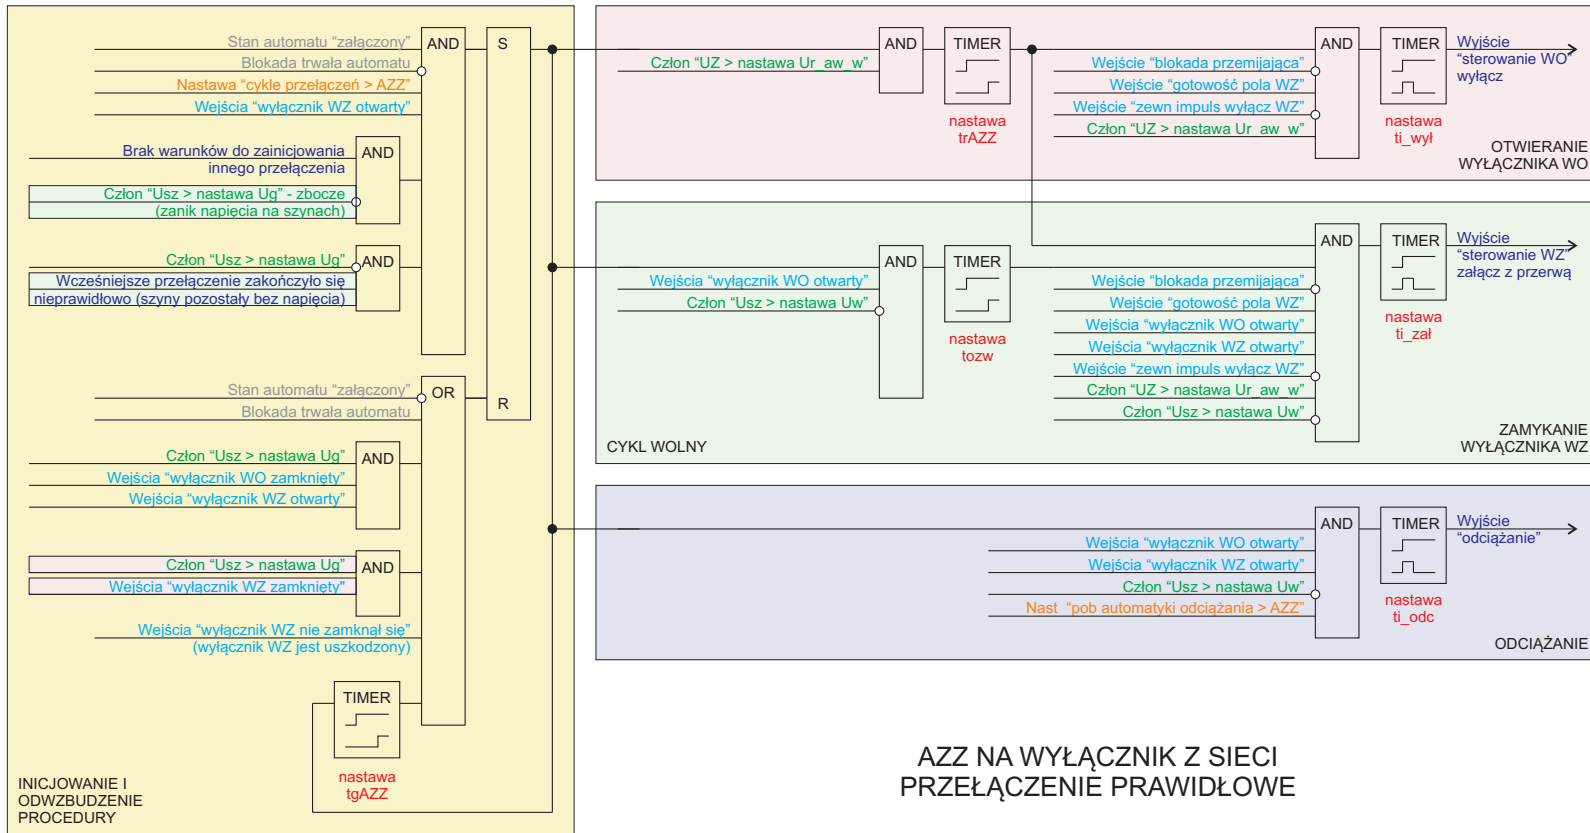 Stan automatu “załączony”
Blokada trwała automatu
Nastawa “cykle przełączeń > AZZ”
Wejścia “wyłącznik WZ otwarty”
AND
S
Brak warunków do zainicjowania
innego przełączenia
AND
Człon “Usz > nastawa Ug” - zbocze
(zanik napięcia na szynach)
Człon “Usz > nastawa Ug”
AND
Wcześniejsze przełączenie zakończyło się
nieprawidłowo (szyny pozostały bez napięcia)
Stan automatu “załączony”
Blokada trwała automatu
OR
R
Człon “Usz > nastawa Ug”
AND
Wejścia “wyłącznik WO zamknięty”
Wejścia “wyłącznik WZ otwarty”
Człon “Usz > nastawa Ug”
AND
Wejścia “wyłącznik WZ zamknięty"
Wejścia “wyłącznik WZ nie zamknął się”
(wyłącznik WZ jest uszkodzony)
TIMER
nastawa
tgAZZ
INICJOWANIE I
ODWZBUDZENIE
PROCEDURY
Człon “UZ > nastawa Ur_aw_w”
AND
TIMER
nastawa
trAZZ
Wejście “blokada przemijająca”
Wejście “gotowość pola WZ”
Wejście “zewn impuls wyłącz WZ”
Człon “UZ > nastawa Ur_aw_w”
AND
TIMER
nastawa
ti_wył
Wyjście
“sterowanie WO”
wyłącz
OTWIERANIE
WYŁĄCZNIKA WO
Wejścia “wyłącznik WO otwarty”
Człon “Usz > nastawa Uw”
AND
TIMER
nastawa
tozw
Wejście “blokada przemijająca”
Wejście “gotowość pola WZ”
Wejścia “wyłącznik WO otwarty”
Wejścia “wyłącznik WZ otwarty”
Wejście “zewn impuls wyłącz WZ”
Człon “UZ > nastawa Ur_aw_w”
Człon “Usz > nastawa Uw”
AND
TIMER
nastawa
ti_zał
Wyjście
“sterowanie WZ”
załącz z przerwą
CYKL WOLNY
ZAMYKANIE
WYŁĄCZNIKA WZ
Wejścia “wyłącznik WO otwarty”
Wejścia “wyłącznik WZ otwarty”
Człon “Usz > nastawa Uw”
Nast “pob automatyki odciążania > AZZ”
AND
TIMER
nastawa
ti_odc
Wyjście
“odciążanie”
ODCIĄŻANIE
AZZ NA WYŁĄCZNIK Z SIECI
PRZEŁĄCZENIE PRAWIDŁOWE